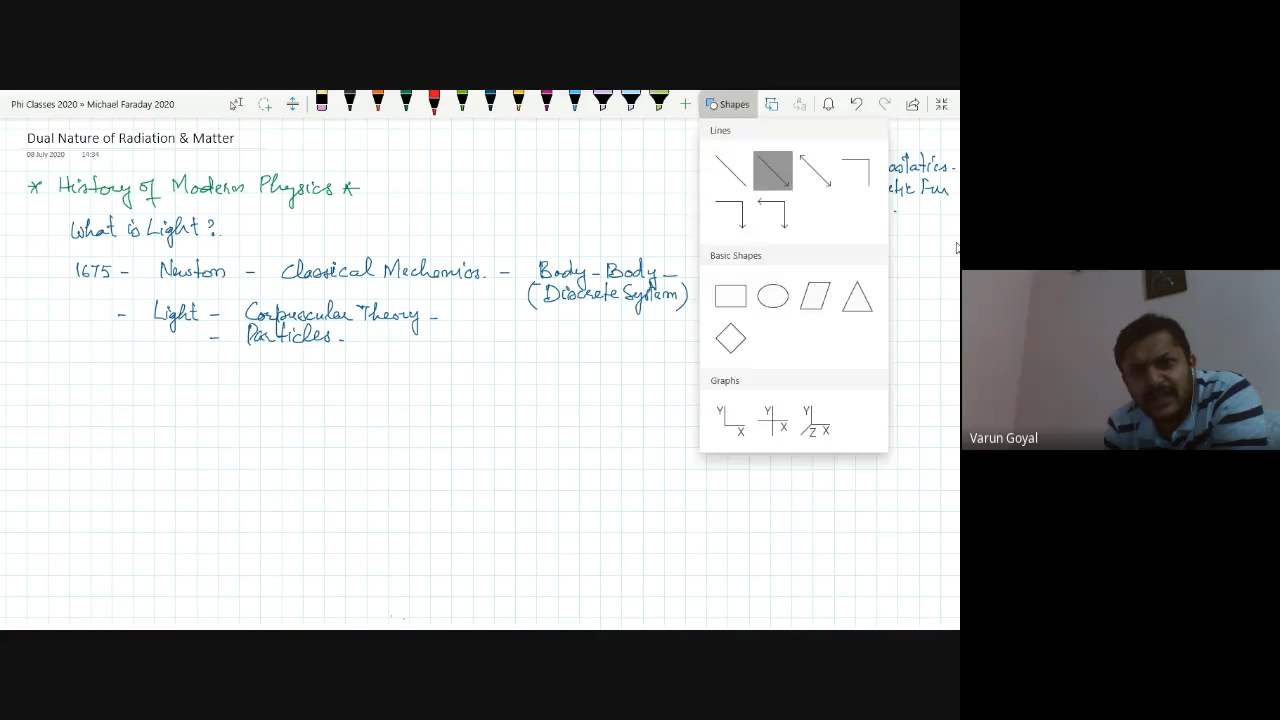 Phi Classes 2020 » Michael Faraday 2020
Shapes
Dual Nature of Radiation & Matter
08 July 2020 14:34
* History of Modern Physics *
What is Light ?
1675 - Newton - Classical Mechanics. - Body - Body -
(Discrete System)
- Light - Corpuscular Theory -
- Particles.
Lines
Basic Shapes
Graphs
Y X
Y X
Y Z X
Varun Goyal